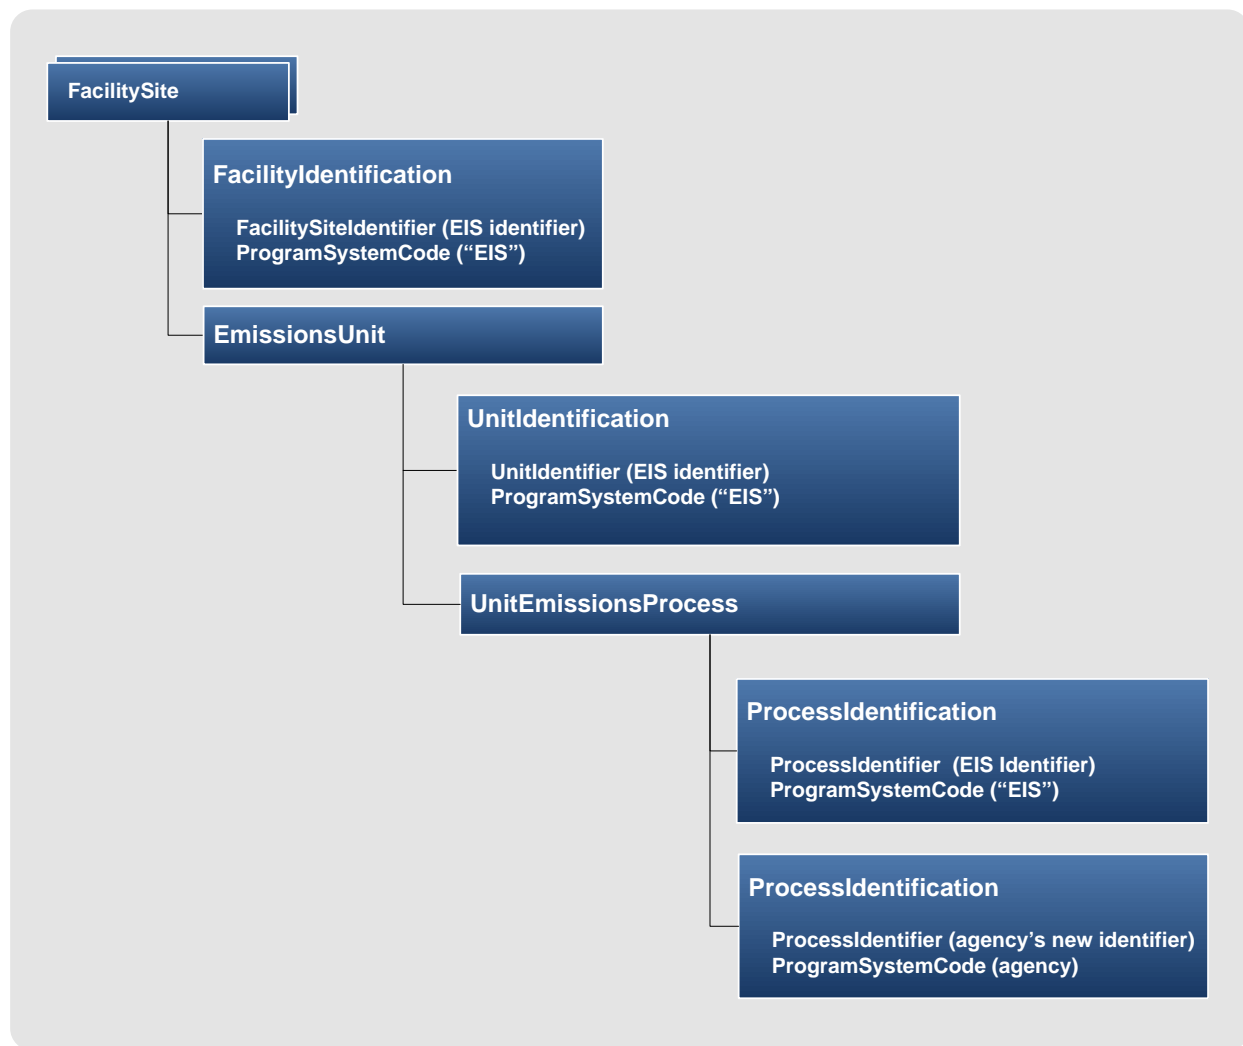 FacilitySite
FacilityIdentification
FacilitySiteIdentifier (EIS identifier)
ProgramSystemCode (“EIS”)
EmissionsUnit
UnitIdentification
UnitIdentifier (EIS identifier)
ProgramSystemCode (“EIS”)
UnitEmissionsProcess
ProcessIdentification
ProcessIdentifier  (EIS Identifier)
ProgramSystemCode (“EIS”)
ProcessIdentification
ProcessIdentifier (agency’s new identifier)
ProgramSystemCode (agency)